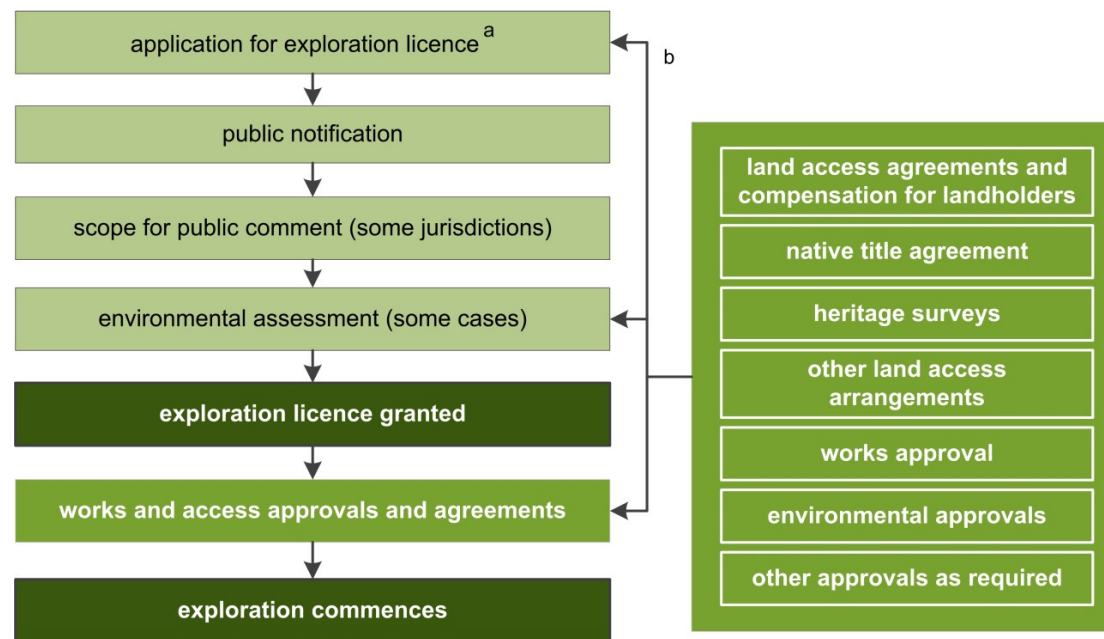 application for exploration licence a
b
public notification
scope for public comment (some jurisdictions)
environmental assessment (some cases)
exploration licence granted
works and access approvals and agreements
exploration commences
land access agreements and
compensation for landholders
native title agreement
heritage surveys
other land access
arrangements
works approval
environmental approvals
other approvals as required